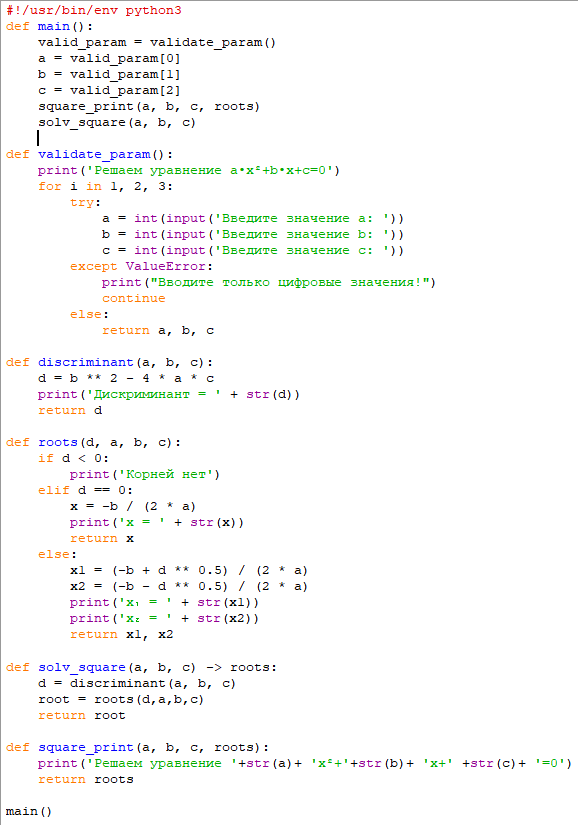 #!/usr/bin/env python3
def main():
    valid_param = validate_param()
    a = valid_param[0]
    b = valid_param[1]
    c = valid_param[2]
    square_print(a, b, c, roots)
    solv_square(a, b, c)

def validate_param():
    print('Решаем уравнение a•x²+b•x+c=0')
    for i in 1, 2, 3:
        try:
            a = int(input('Введите значение a: '))
            b = int(input('Введите значение b: '))
            c = int(input('Введите значение c: '))
        except ValueError:
            print("Вводите только цифровые значения!")
            continue
        else:
            return a, b, c

def discriminant(a, b, c):
    d = b ** 2 - 4 * a * c
    print('Дискриминант = ' + str(d))
    return d

def roots(d, a, b, c):
    if d < 0:
        print('Корней нет')
    elif d == 0:
        x = -b / (2 * a)
        print('x = ' + str(x))
        return x
    else:
        x1 = (-b + d ** 0.5) / (2 * a)
        x2 = (-b - d ** 0.5) / (2 * a)
        print('x₁ = ' + str(x1))
        print('x₂ = ' + str(x2))
        return x1, x2

def solv_square(a, b, c) -> roots:
    d = discriminant(a, b, c)
    root = roots(d,a,b,c)
    return root

def square_print(a, b, c, roots):
    print('Решаем уравнение '+str(a)+ 'x²+'+str(b)+ 'x+' +str(c)+ '=0')
    return roots

main()